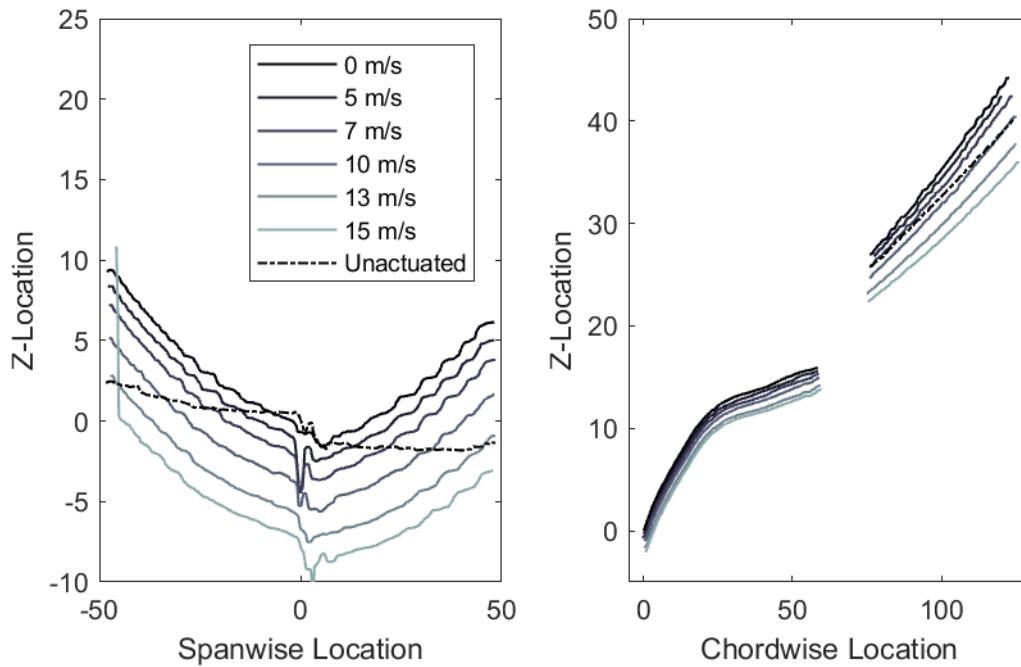 25
20
15
10
5
0
-5
-10
Z-Location
-50
0
50
Spanwise Location
0 m/s
5 m/s
7 m/s
10 m/s
13 m/s
15 m/s
Unactuated
50
40
30
20
10
0
Z-Location
0
50
100
Chordwise Location